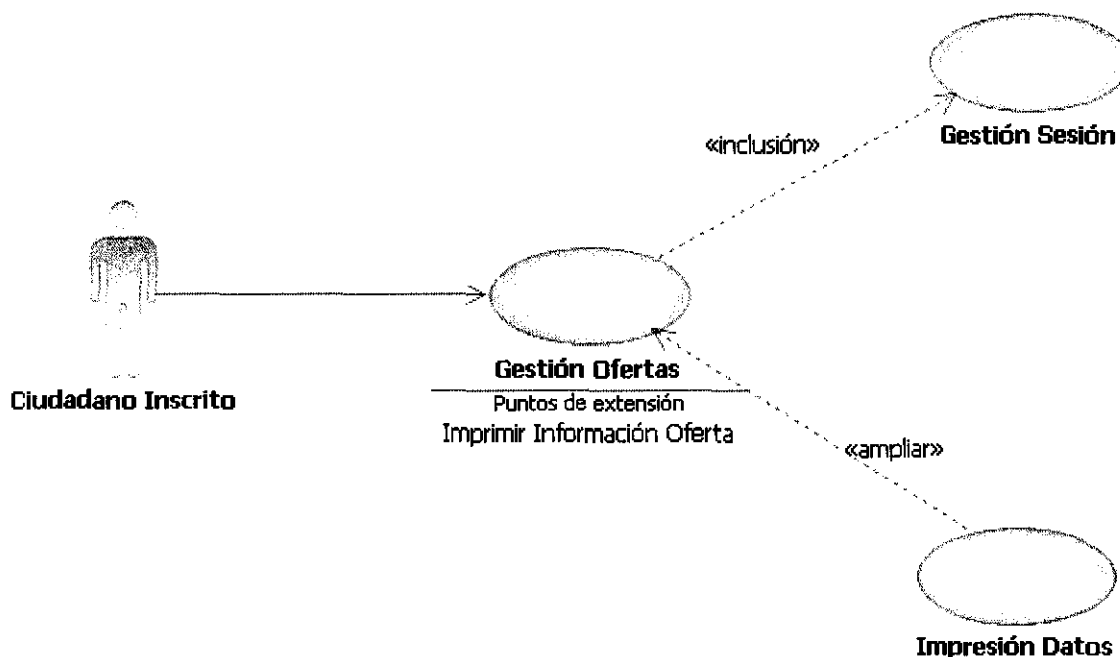 «inclusión»
Gestión Sesión
Ciudadano Inscrito
Gestión Ofertas
Puntos de extensión
Imprimir Información Oferta
«ampliar»
Impresión Datos